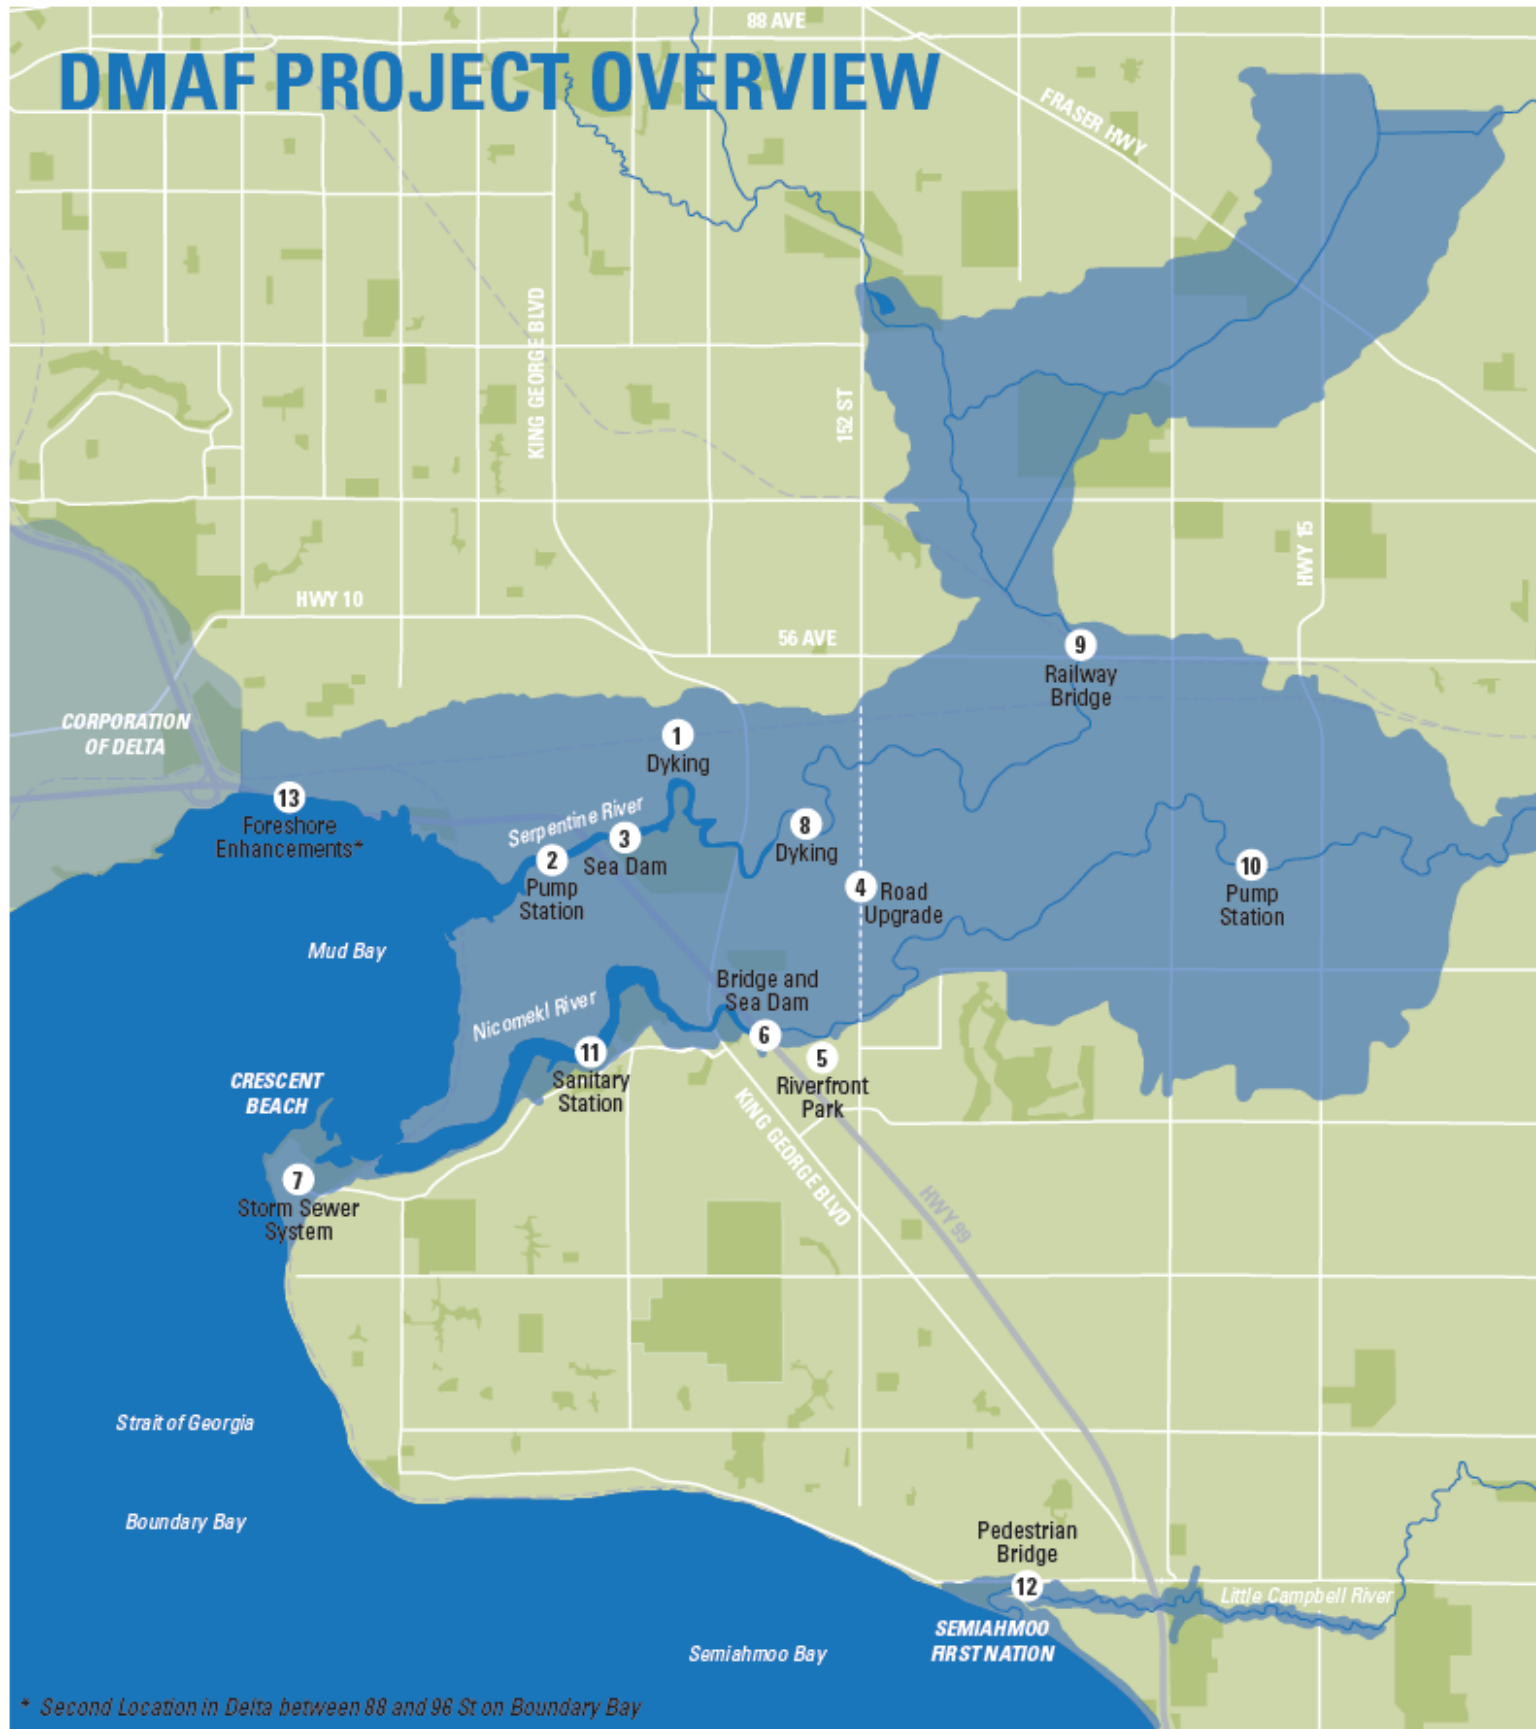 88 AVE
DMAF PROJECT OVERVIEW
FRASER HWY
KING GEORGE BLVD
152 ST
HWY 15
HWY 10
56 AVE
9
Railway
Bridge
CORPORATION
OF DELTA
1
Dyking
13
Foreshore
Enhancements*
Serpentine River
3
Sea Dam
2
Pump
Station
8
Dyking
4 Road
Upgrade
10
Pump
Station
Mud Bay
Bridge and
Sea Dam
6
Nicomekl River
11
Sanitary
Station
5
Riverfront
Park
CRESCENT
BEACH
KING GEORGE BLVD
7
Storm Sewer
System
HWY 99
Strait of Georgia
Boundary Bay
Pedestrian
Bridge
12
Little Campbell River
SEMIAHMOO
FIRST NATION
Semiahmoo Bay
* Second Location in Delta between 88 and 96 St on Boundary Bay